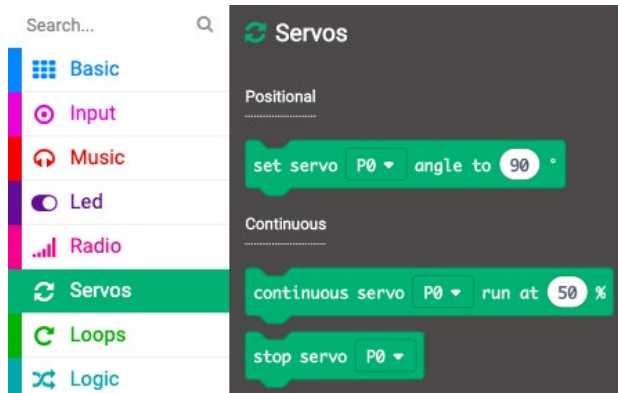 Search...
Basic
Input
Music
Led
Radio
Servos
Loops
Logic
Servos
Positional
set servo P0 angle to 90 °
Continuous
continuous servo P0 run at 50 %
stop servo P0